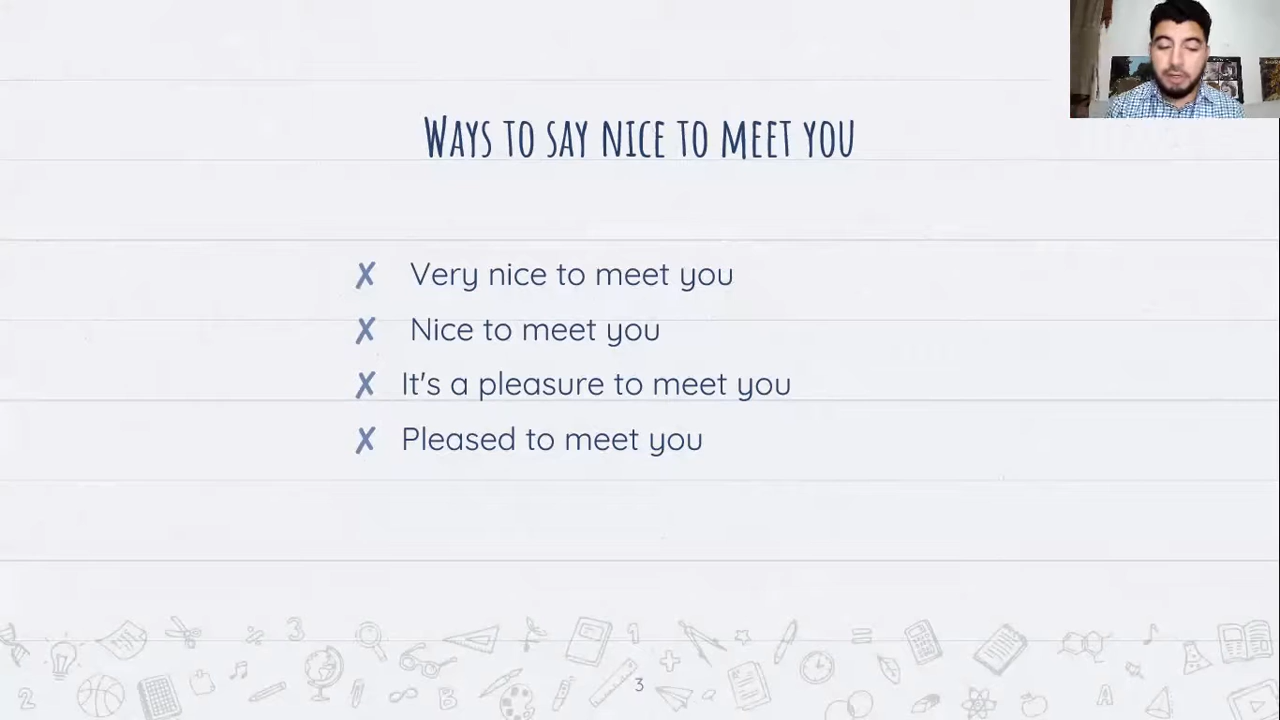 Ways to say nice to meet you
✗ Very nice to meet you
✗ Nice to meet you
✗ It's a pleasure to meet you
✗ Pleased to meet you
3